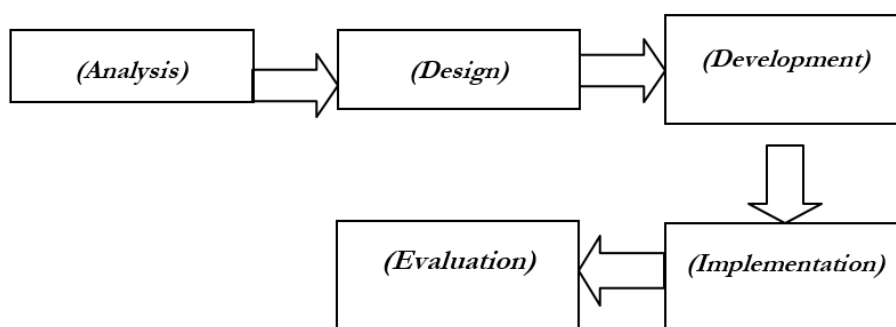 (Analysis)
(Design)
(Development)
(Implementation)
(Evaluation)